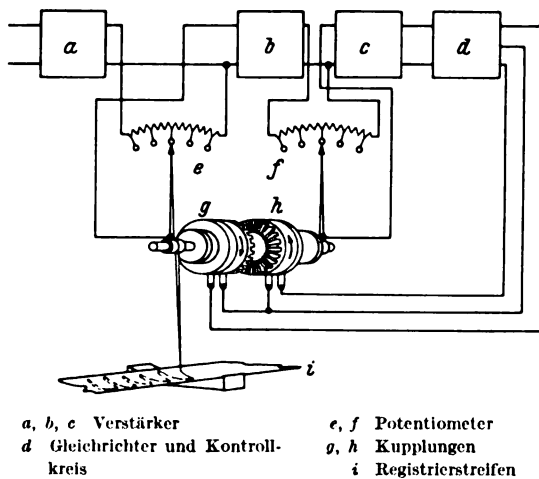 a
b
c
d
e
f
g
h
i
a, b, c Verstärker
d Gleichrichter und Kontroll-
kreis
e, f Potentiometer
g, h Kupplungen
i Registrierstreifen